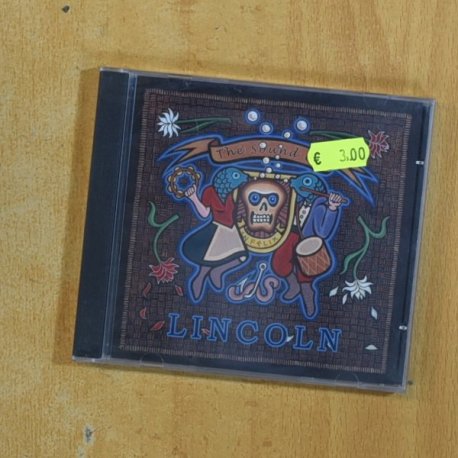 The Sound
€ 3.00
LINCOLN